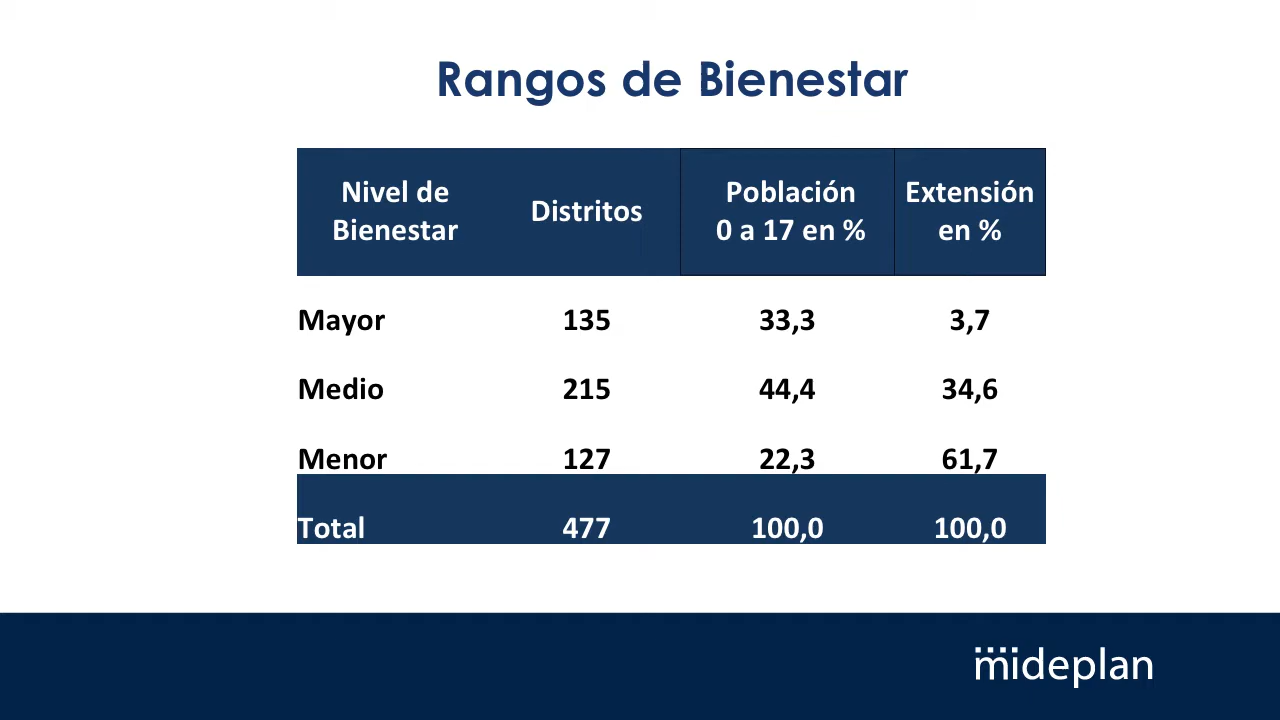 Rangos de Bienestar
Nivel de Bienestar Distritos Población 0 a 17 en % Extensión en %
Mayor 135 33,3 3,7
Medio 215 44,4 34,6
Menor 127 22,3 61,7
Total 477 100,0 100,0
mideplan